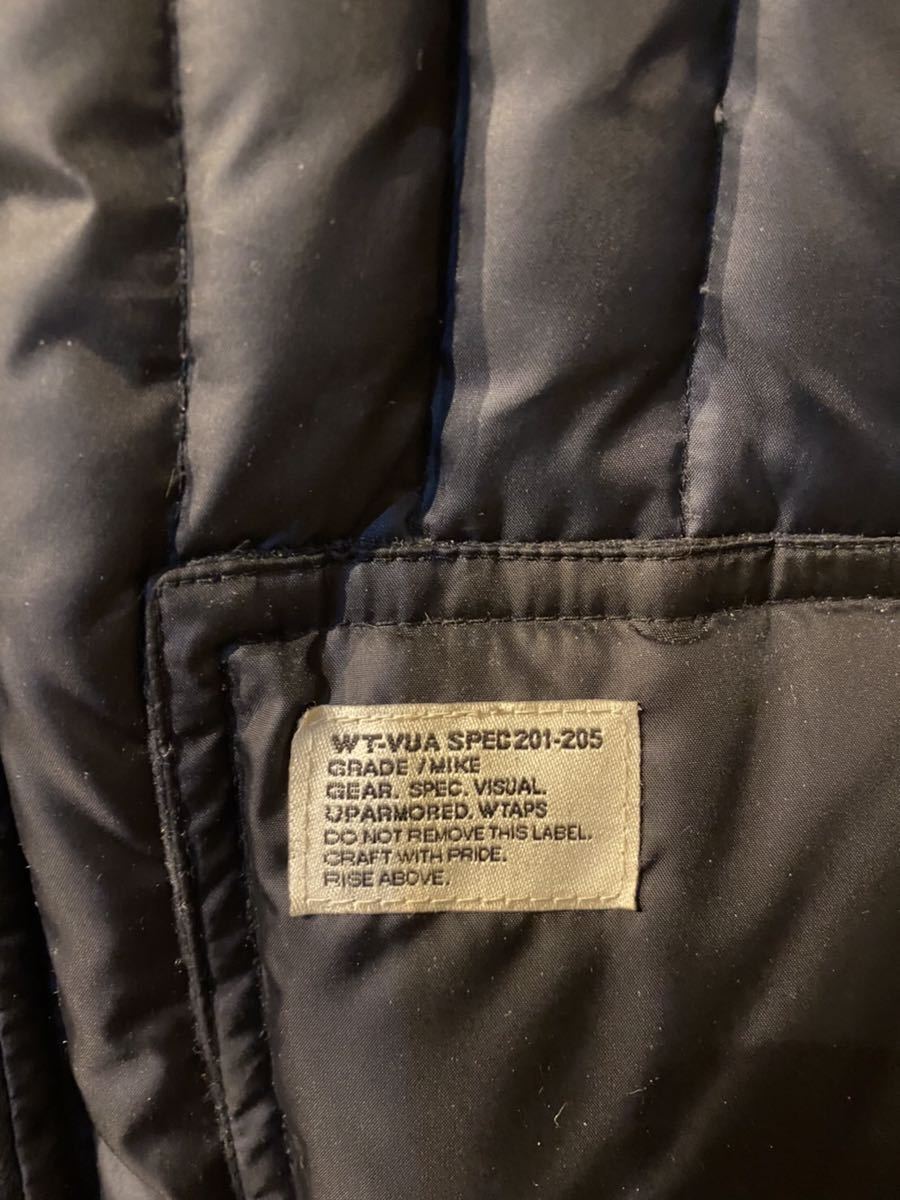 WT-VUA SPEC201-205
GRADE / MIKE
GEAR. SPEC. VISUAL.
UPARMORED. WTAPS
DO NOT REMOVE THIS LABEL.
CRAFT WITH PRIDE.
RISE ABOVE.